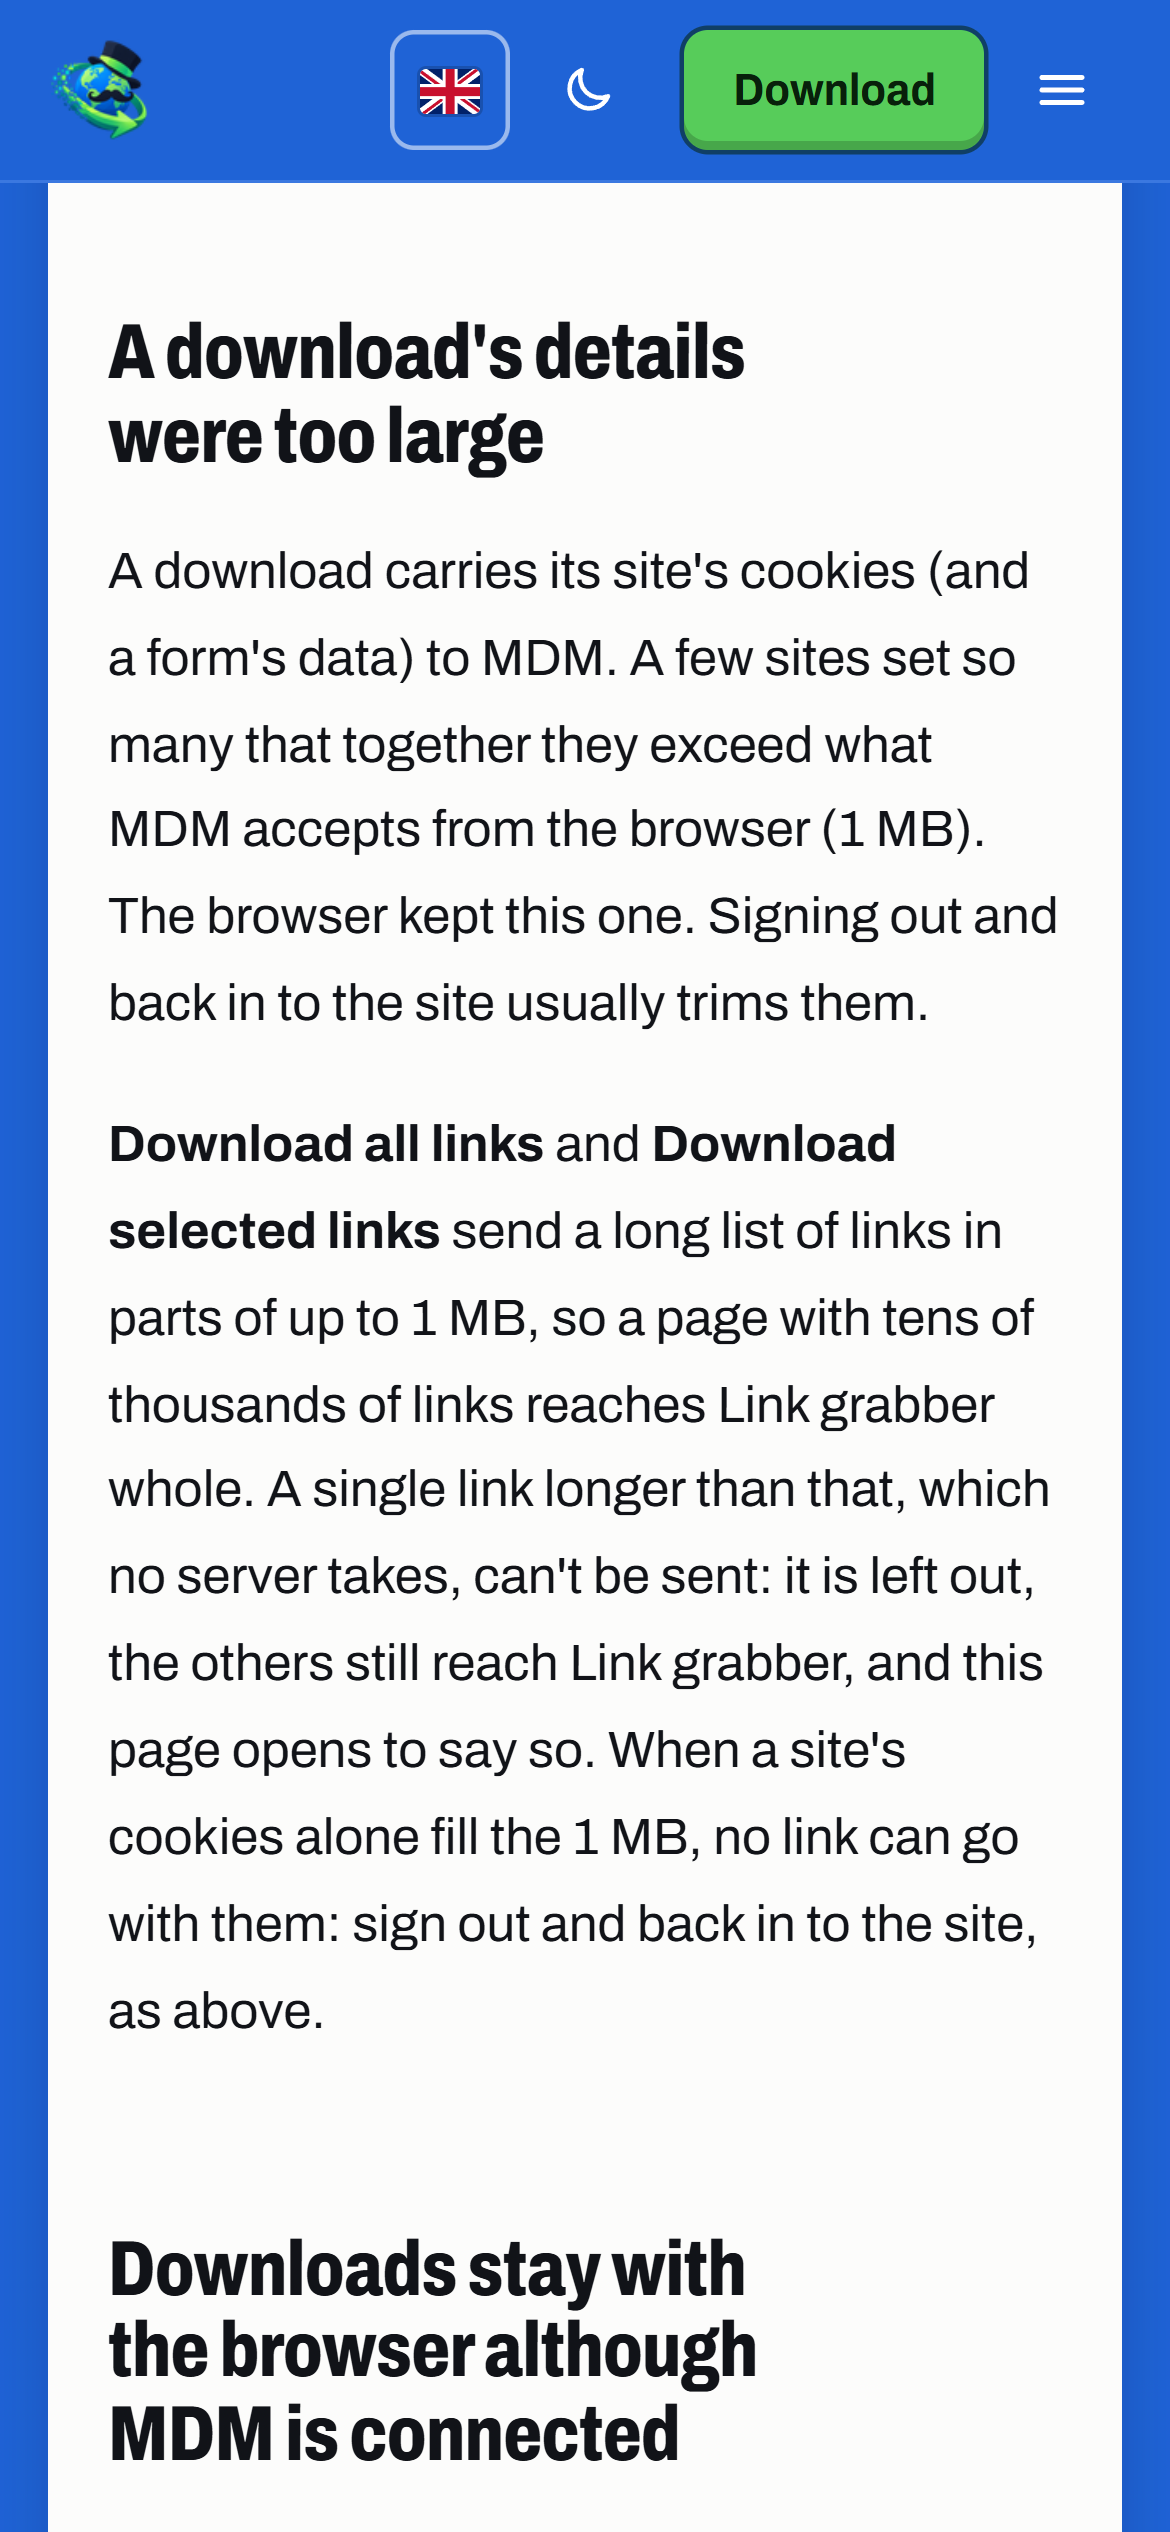 Download
A download's details
were too large
A download carries its site's cookies (and
a form's data) to MDM. A few sites set so
many that together they exceed what
MDM accepts from the browser (1 MB).
The browser kept this one. Signing out and
back in to the site usually trims them.
Download all links and Download
selected links send a long list of links in
parts of up to 1 MB, so a page with tens of
thousands of links reaches Link grabber
whole. A single link longer than that, which
no server takes, can't be sent: it is left out,
the others still reach Link grabber, and this
page opens to say so. When a site's
cookies alone fill the 1 MB, no link can go
with them: sign out and back in to the site,
as above.
Downloads stay with
the browser although
MDM is connected